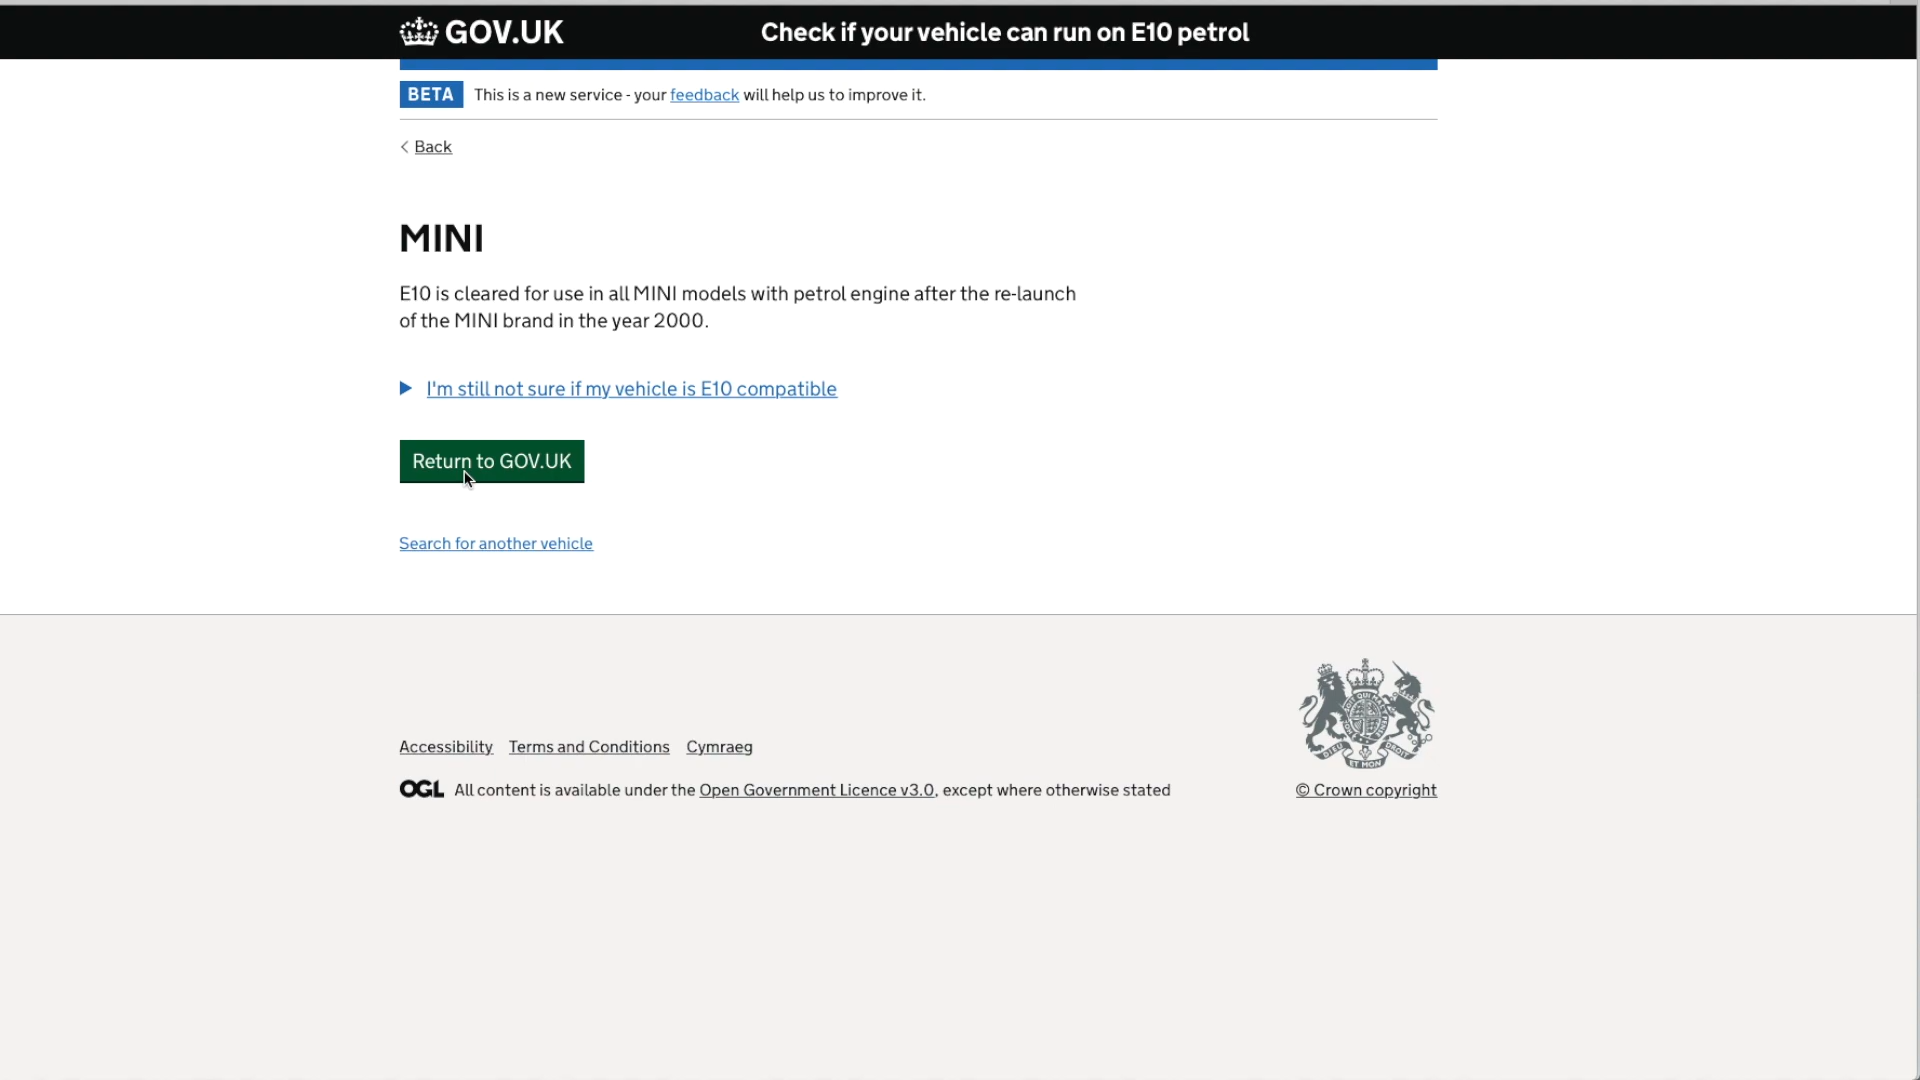 GOV.UK
Check if your vehicle can run on E10 petrol
BETA This is a new service - your feedback will help us to improve it.
Back
MINI
E10 is cleared for use in all MINI models with petrol engine after the re-launch
of the MINI brand in the year 2000.
I'm still not sure if my vehicle is E10 compatible
Return to GOV.UK
Search for another vehicle
Accessibility Terms and Conditions Cymraeg
OGL All content is available under the Open Government Licence v3.0, except where otherwise stated
DIEU ET MON DROIT
© Crown copyright